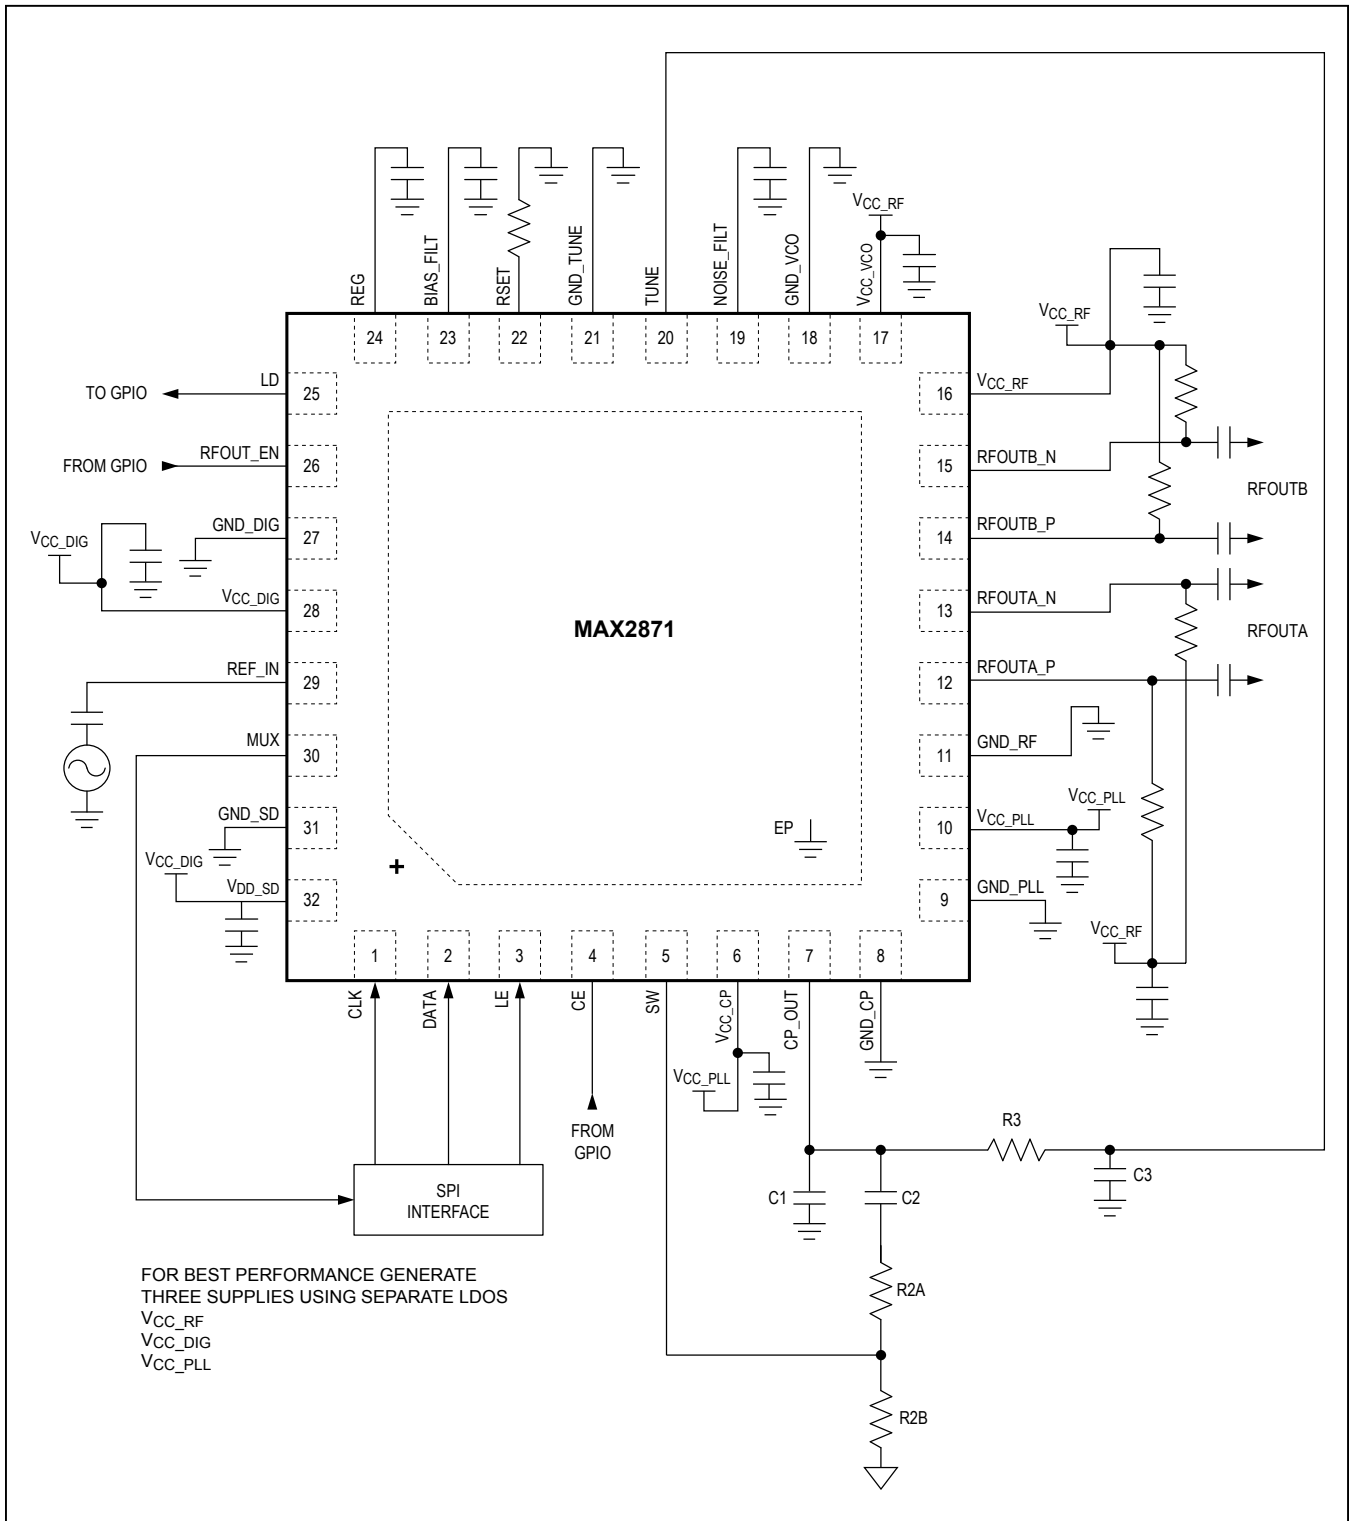 REG
BIAS_FILT
RSET
GND_TUNE
TUNE
NOISE_FILT
GND_VCO
VCC_VCO
VCC_RF
24
23
22
21
20
19
18
17
TO GPIO
LD
25
FROM GPIO
RFOUT_EN
26
GND_DIG
27
VCC_DIG
VCC_DIG
28
REF_IN
29
MUX
30
GND_SD
31
VCC_DIG
VDD_SD
32
MAX2871
EP
+
VCC_RF
16
VCC_RF
15
RFOUTB_N
RFOUTB
14
RFOUTB_P
13
RFOUTA_N
RFOUTA
12
RFOUTA_P
11
GND_RF
VCC_PLL
10
VCC_PLL
9
GND_PLL
VCC_RF
1
2
3
4
5
6
7
8
CLK
DATA
LE
CE
SW
VCC_CP
CP_OUT
GND_CP
VCC_PLL
FROM
GPIO
SPI
INTERFACE
R3
C1
C2
C3
R2A
R2B
FOR BEST PERFORMANCE GENERATE
THREE SUPPLIES USING SEPARATE LDOS
VCC_RF
VCC_DIG
VCC_PLL